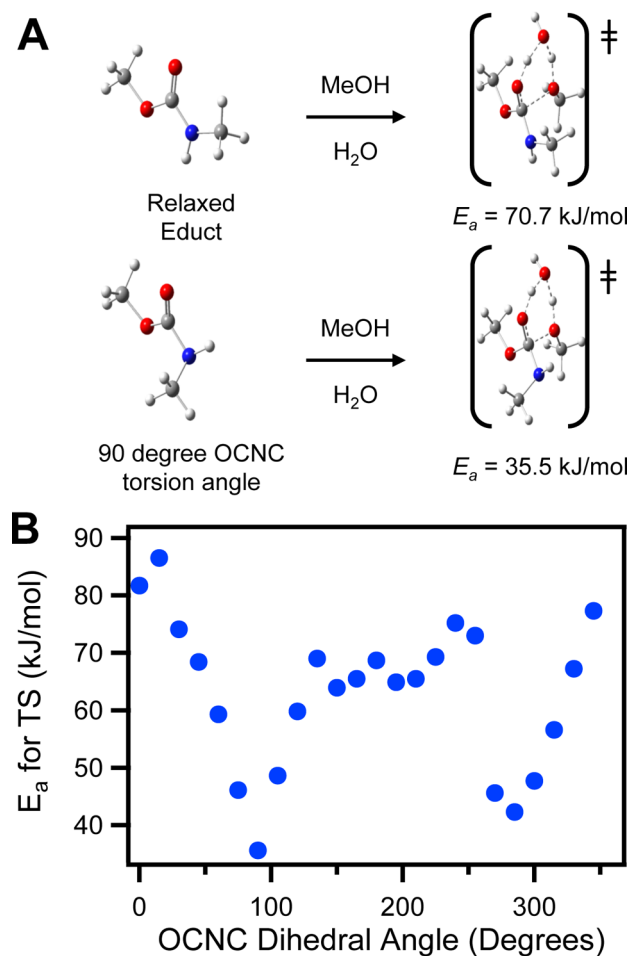 A
MeOH
H₂O
Relaxed
Educt
‡
Eₐ = 70.7 kJ/mol
MeOH
H₂O
90 degree OCNC
torsion angle
‡
Eₐ = 35.5 kJ/mol
B
Eₐ for TS (kJ/mol)
90
80
70
60
50
40
0
100
200
300
OCNC Dihedral Angle (Degrees)